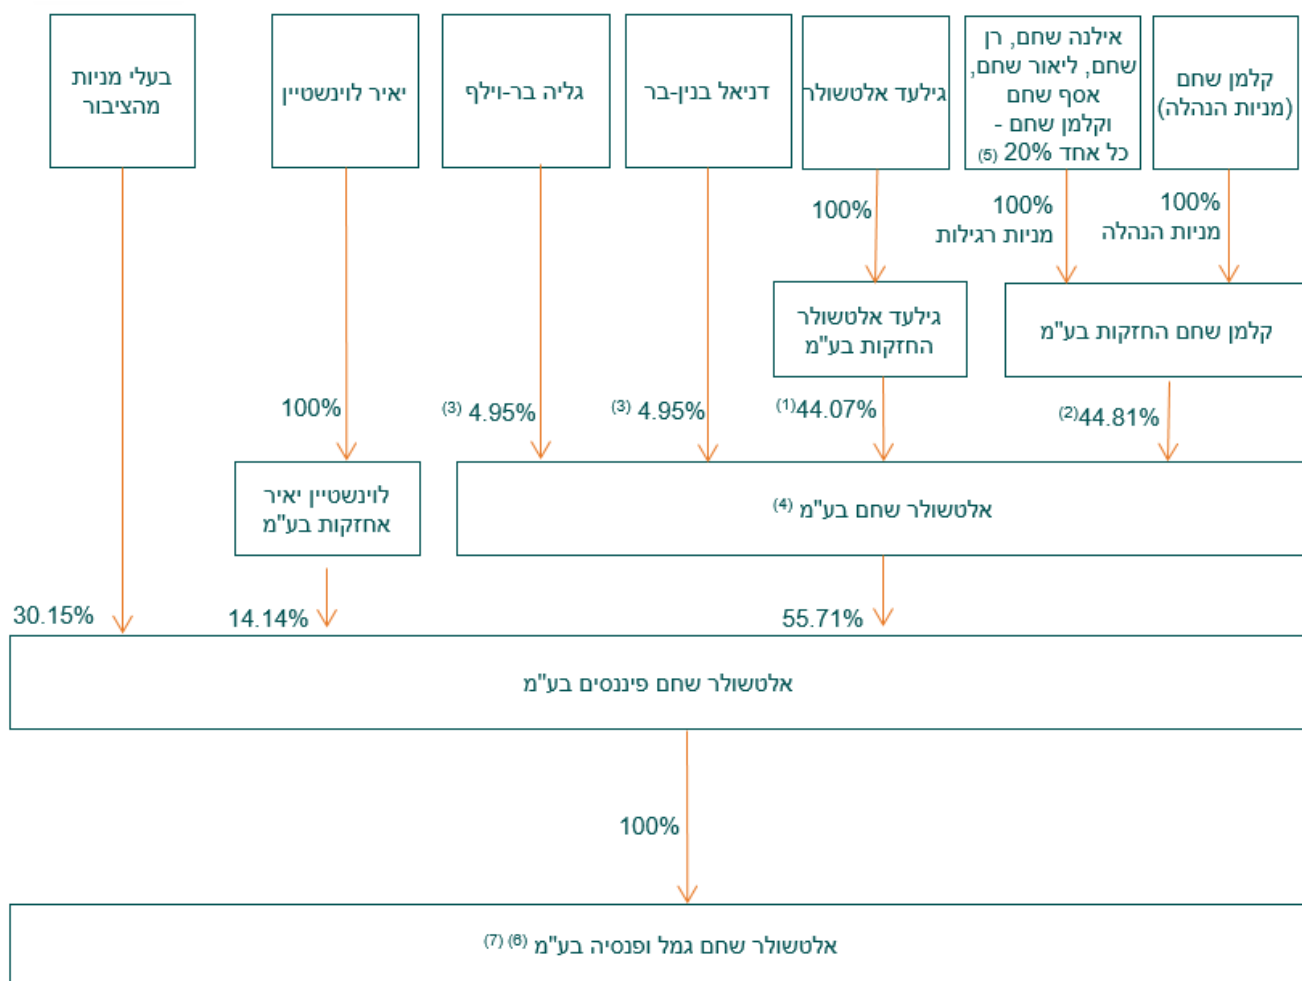 קלמן שחם
(מניות הנהלה)
אילנה שחם, רן
שחם, ליאור שחם,
אסף שחם
וקלמן שחם -
כל אחד 20% (5)
גילעד אלטשולר
דניאל בנין-בר
גליה בר-וילף
יאיר לוינשטיין
בעלי מניות
מהציבור
100%
מניות הנהלה
100%
מניות רגילות
100%
קלמן שחם החזקות בע"מ
גילעד אלטשולר
החזקות בע"מ
(2)44.81%
(1)44.07%
(3) 4.95%
(3) 4.95%
100%
אלטשולר שחם בע"מ (4)
לוינשטיין יאיר
אחזקות בע"מ
55.71%
14.14%
30.15%
אלטשולר שחם פיננסים בע"מ
100%
אלטשולר שחם גמל ופנסיה בע"מ (6) (7)